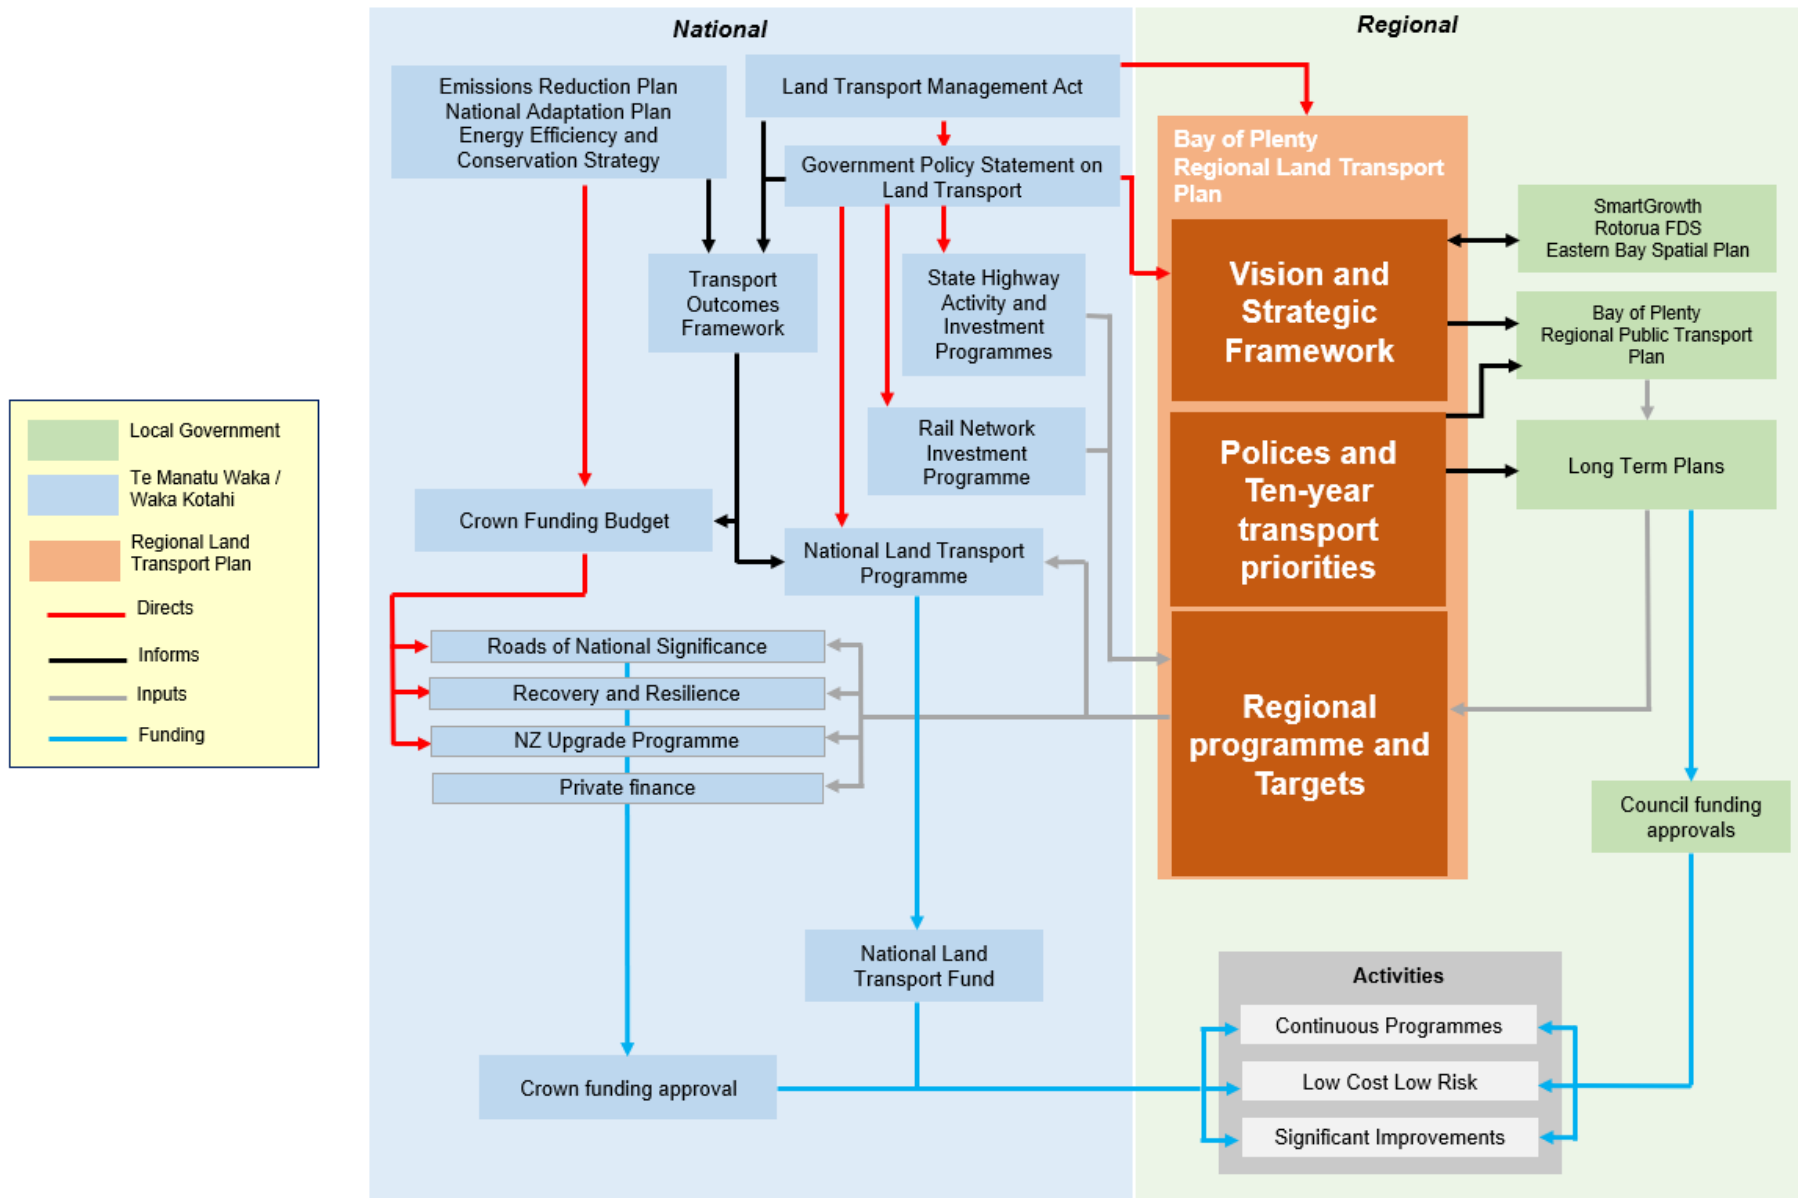 National
Regional
Emissions Reduction Plan
National Adaptation Plan
Energy Efficiency and
Conservation Strategy
Land Transport Management Act
Government Policy Statement on
Land Transport
Transport
Outcomes
Framework
State Highway
Activity and
Investment
Programmes
Rail Network
Investment
Programme
Crown Funding Budget
National Land Transport
Programme
Roads of National Significance
Recovery and Resilience
NZ Upgrade Programme
Private finance
National Land
Transport Fund
Crown funding approval
Bay of Plenty
Regional Land Transport
Plan
Vision and
Strategic
Framework
Polices and
Ten-year
transport
priorities
Regional
programme and
Targets
SmartGrowth
Rotorua FDS
Eastern Bay Spatial Plan
Bay of Plenty
Regional Public Transport
Plan
Long Term Plans
Council funding
approvals
Activities
Continuous Programmes
Low Cost Low Risk
Significant Improvements
Local Government
Te Manatu Waka /
Waka Kotahi
Regional Land
Transport Plan
Directs
Informs
Inputs
Funding